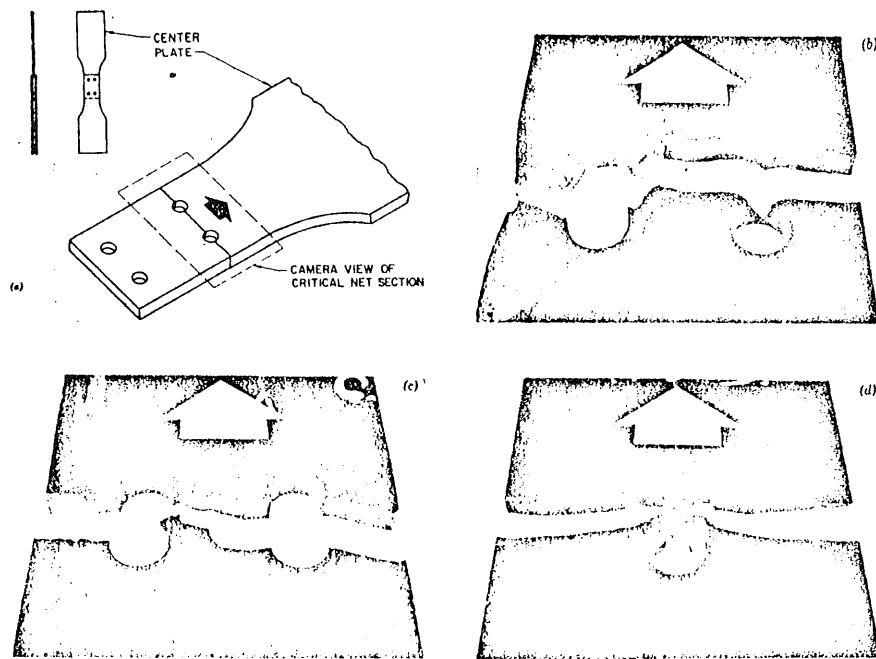 CENTER
PLATE
(b)
CAMERA VIEW OF
CRITICAL NET SECTION
(a)
(c)
(d)